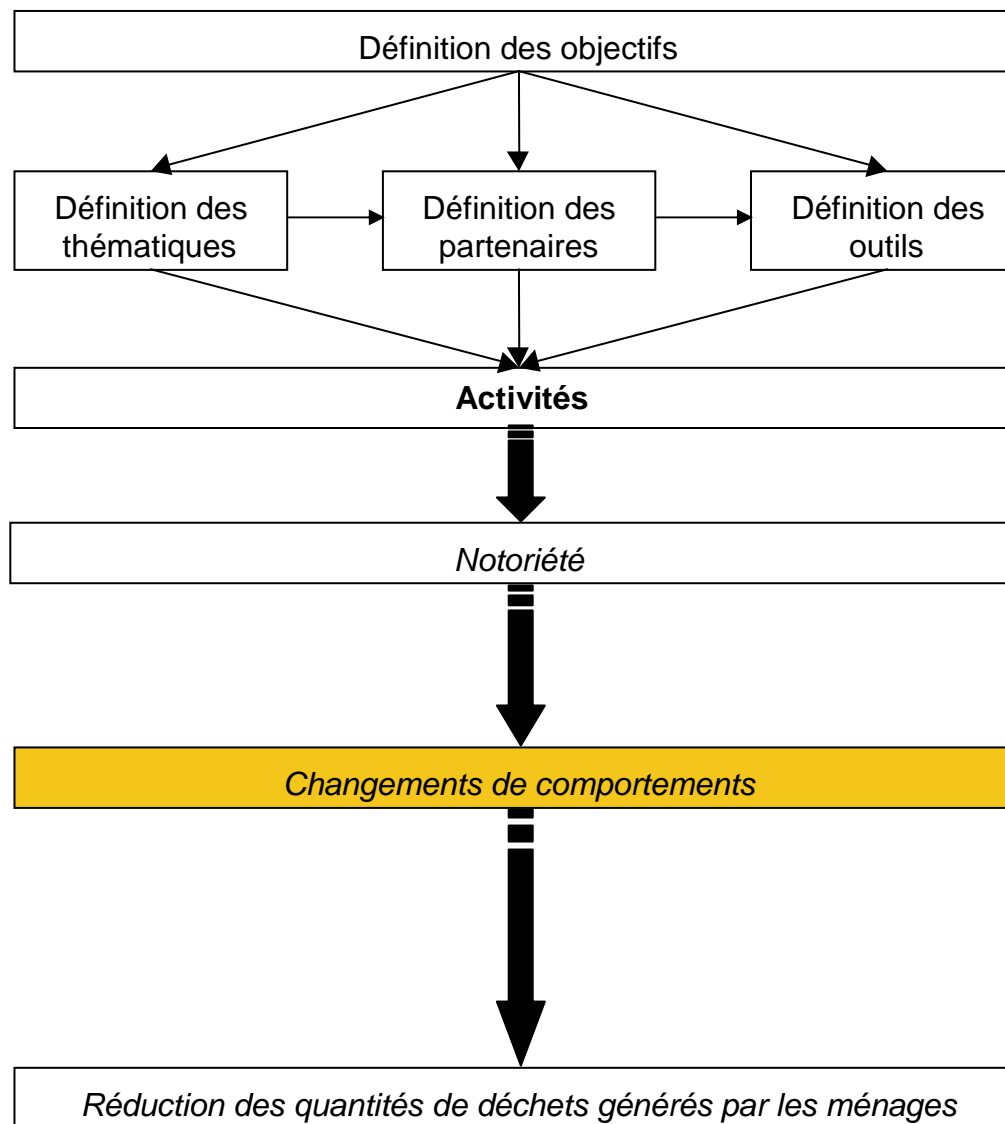 Définition des objectifs
Définition des
thématiques
Définition des
partenaires
Définition des
outils
Activités
Notoriété
Changements de comportements
Réduction des quantités de déchets générés par les ménages